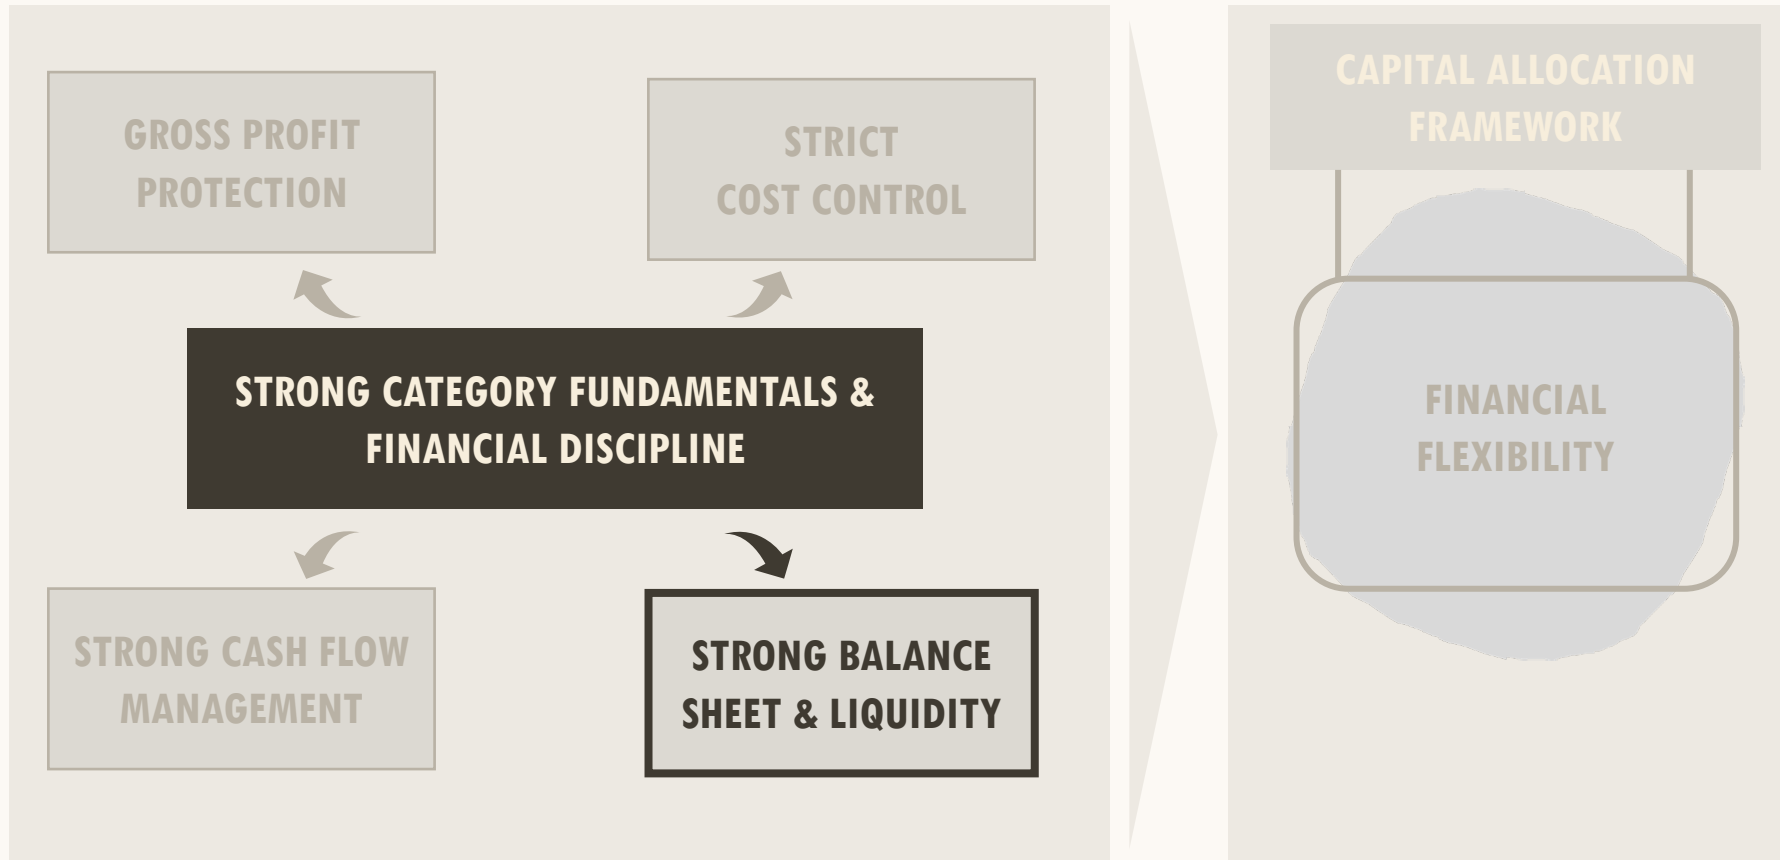 GROSS PROFIT
PROTECTION
STRICT
COST CONTROL
STRONG CATEGORY FUNDAMENTALS &
FINANCIAL DISCIPLINE
STRONG CASH FLOW
MANAGEMENT
STRONG BALANCE
SHEET & LIQUIDITY
CAPITAL ALLOCATION
FRAMEWORK
FINANCIAL
FLEXIBILITY